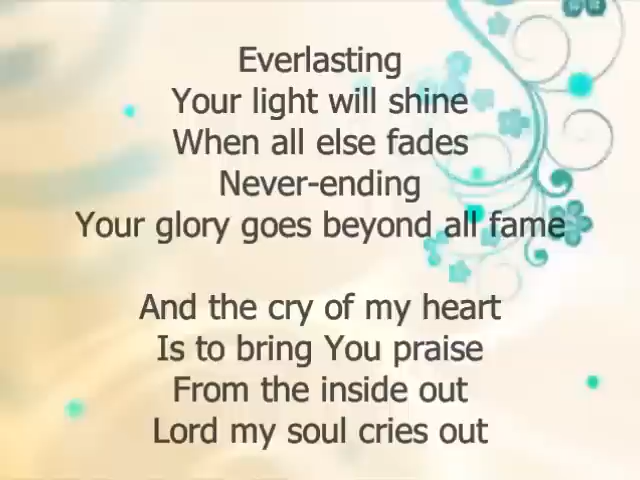 Everlasting
Your light will shine
When all else fades
Never-ending
Your glory goes beyond all fame
And the cry of my heart
Is to bring You praise
From the inside out
Lord my soul cries out